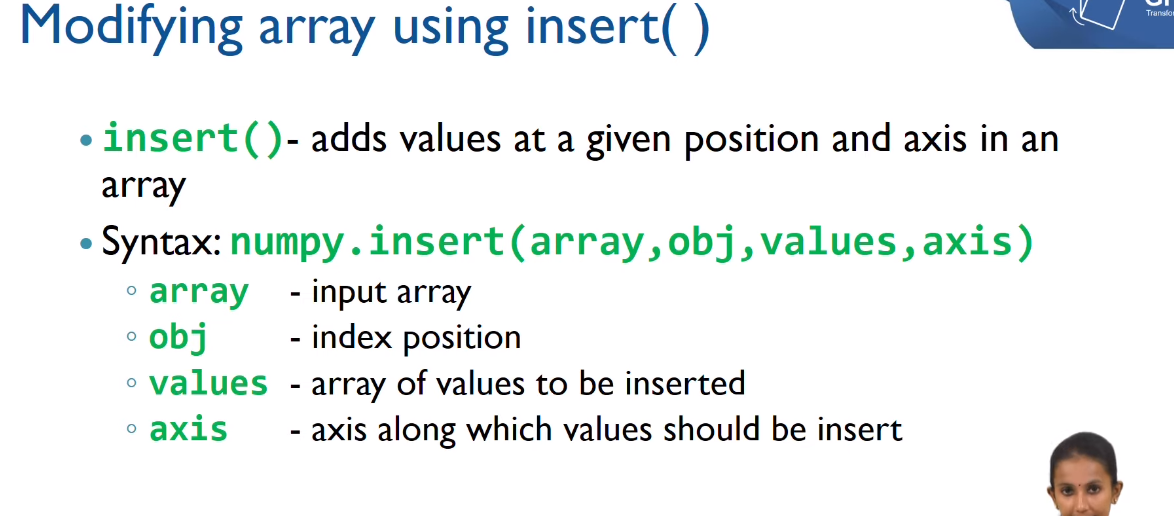 Modifying array using insert( )
• insert()- adds values at a given position and axis in an
array
• Syntax: numpy.insert(array,obj,values,axis)
◦ array - input array
◦ obj - index position
◦ values - array of values to be inserted
◦ axis - axis along which values should be insert